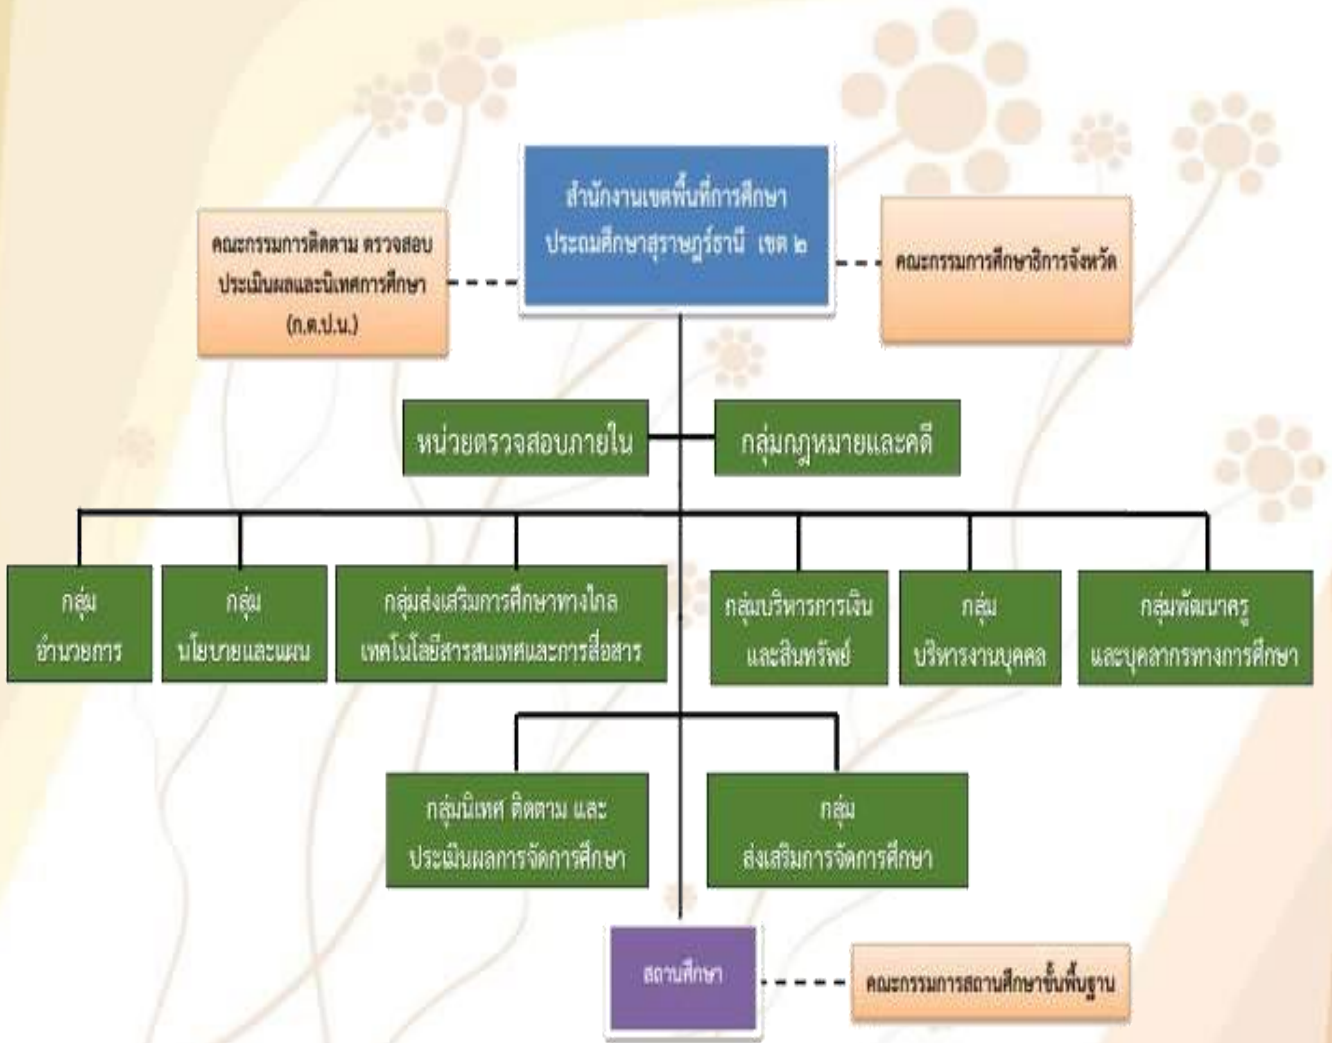 สำนักงานเขตพื้นที่การศึกษา
ประถมศึกษาสุราษฎร์ธานี เขต ๒
คณะกรรมการติดตาม ตรวจสอบ
ประเมินผลและนิเทศการศึกษา
(ก.ต.ป.น.)
คณะกรรมการศึกษาธิการจังหวัด
หน่วยตรวจสอบภายใน
กลุ่มกฎหมายและคดี
กลุ่ม
อำนวยการ
กลุ่ม
นโยบายและแผน
กลุ่มส่งเสริมการศึกษาทางไกล
เทคโนโลยีสารสนเทศและการสื่อสาร
กลุ่มบริหารการเงิน
และสินทรัพย์
กลุ่ม
บริหารงานบุคคล
กลุ่มพัฒนาครู
และบุคลากรทางการศึกษา
กลุ่มนิเทศ ติดตาม และ
ประเมินผลการจัดการศึกษา
กลุ่ม
ส่งเสริมการจัดการศึกษา
สถานศึกษา
คณะกรรมการสถานศึกษาขั้นพื้นฐาน